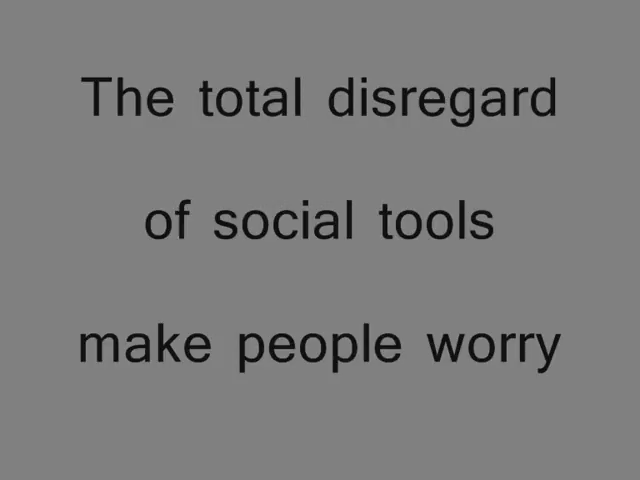 The total disregard
of social tools
make people worry